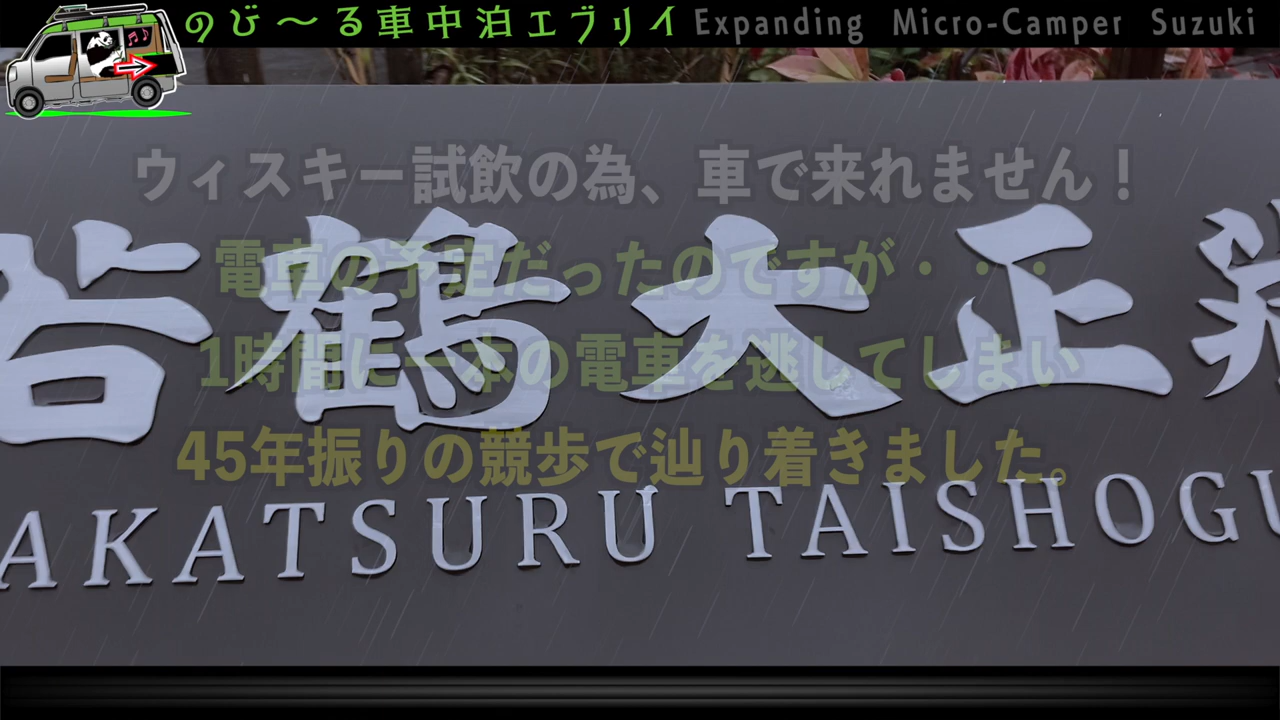 のび〜る車中泊エブリイ Expanding Micro-Camper Suzuki
ウィスキー試飲の為、車で来れません！
電車の予定だったのですが・・・
1時間に一本の電車を逃してしまい
45年振りの競歩で辿り着きました。
若鶴大正
AKATSURU TAISHOGU